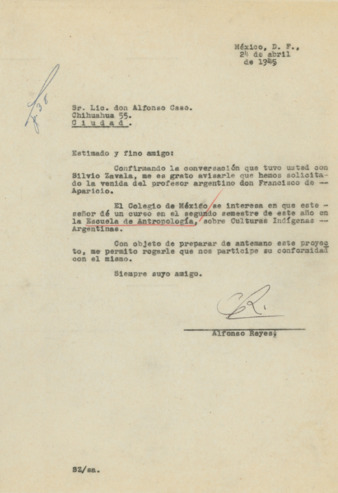 México, D. F.,
24 de abril
de 1945
Sr. Lic. don Alfonso Caso.
Chihuahua 55.
C i u d a d .
Estimado y fino amigo:
Confirmando la conversación que tuvo usted con
Silvio Zavala, me es grato avisarle que hemos solicita
do la venida del profesor argentino don Francisco de --
Aparicio.
El Colegio de México se interesa en que este -
señor dé un curso en el segundo semestre de este año en
la Escuela de Antropología, sobre Culturas Indígenas --
Argentinas.
Con objeto de preparar de antemano este proyec
to, me permito rogarle que nos participe su conformidad
con el mismo.
Siempre suyo amigo.
Alfonso Reyes.
SZ/an.